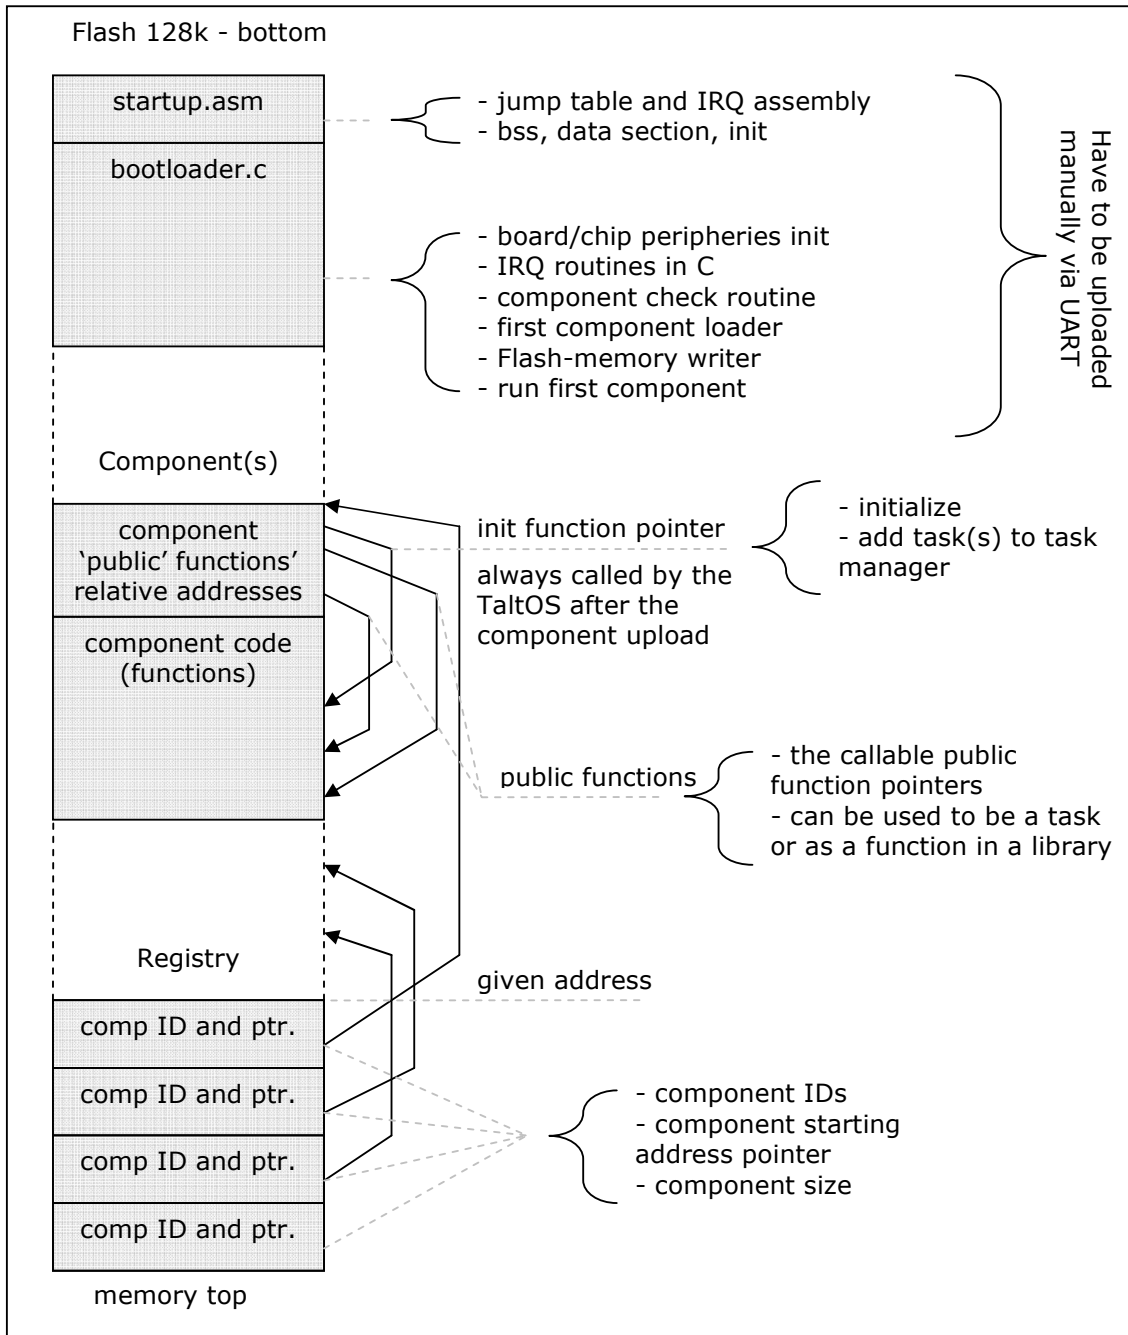 Flash 128k - bottom
startup.asm
- jump table and IRQ assembly
- bss, data section, init
bootloader.c
- board/chip peripheries init
- IRQ routines in C
- component check routine
- first component loader
- Flash-memory writer
- run first component
Have to be uploaded
manually via UART
Component(s)
component
‘public’ functions’
relative addresses
init function pointer
always called by the
TaltOS after the
component upload
- initialize
- add task(s) to task
manager
component code
(functions)
public functions
- the callable public
function pointers
- can be used to be a task
or as a function in a library
Registry
given address
comp ID and ptr.
comp ID and ptr.
comp ID and ptr.
comp ID and ptr.
- component IDs
- component starting
address pointer
- component size
memory top